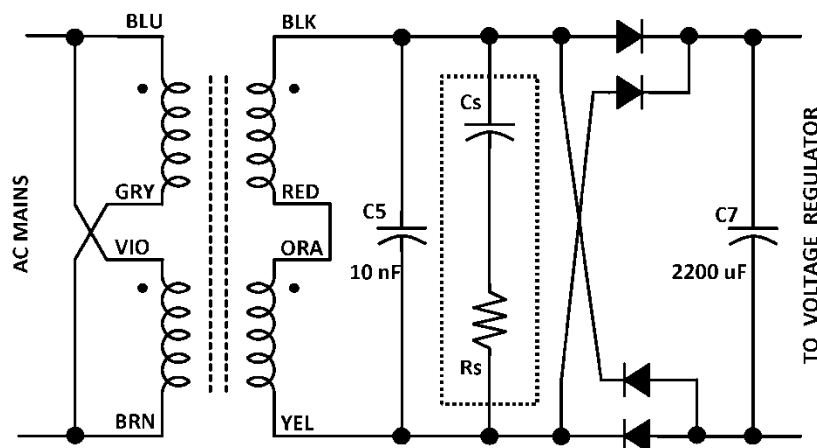 BLU
BLK
GRY
RED
VIO
ORA
BRN
YEL
AC MAINS
C5
10 nF
Cs
Rs
C7
2200 uF
TO VOLTAGE REGULATOR